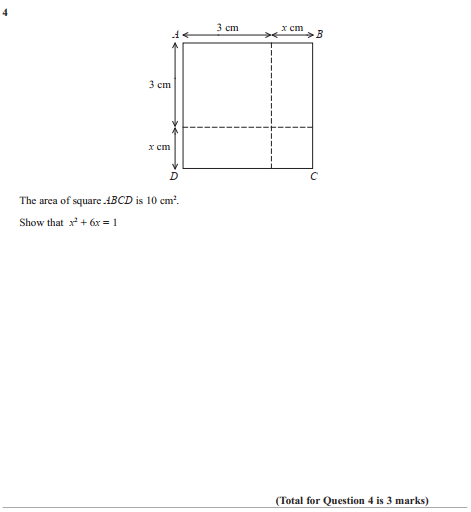 4
3 cm
x cm
A
B
3 cm
x cm
D
C
The area of square ABCD is 10 cm².
Show that x² + 6x = 1
(Total for Question 4 is 3 marks)